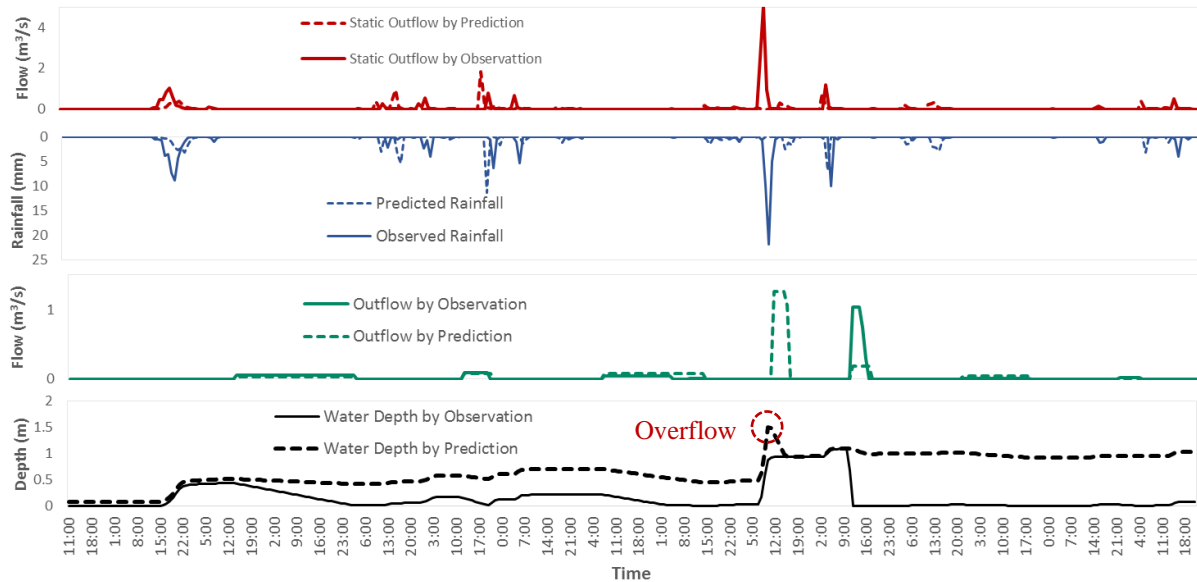 Flow (m³/s)
4
2
0
Static Outflow by Prediction
Static Outflow by Observattion
Rainfall (mm)
0
5
10
15
20
25
Predicted Rainfall
Observed Rainfall
Flow (m³/s)
1
0
Outflow by Observation
Outflow by Prediction
Depth (m)
2
1.5
1
0.5
0
Water Depth by Observation
Water Depth by Prediction
Overflow
11:00 18:00 1:00 8:00 15:00 22:00 5:00 12:00 19:00 2:00 9:00 16:00 23:00 6:00 13:00 20:00 3:00 10:00 17:00 0:00 7:00 14:00 21:00 4:00 11:00 18:00 1:00 8:00 15:00 22:00 5:00 12:00 19:00 2:00 9:00 16:00 23:00 6:00 13:00 20:00 3:00 10:00 17:00 0:00 7:00 14:00 21:00 4:00 11:00 18:00
Time